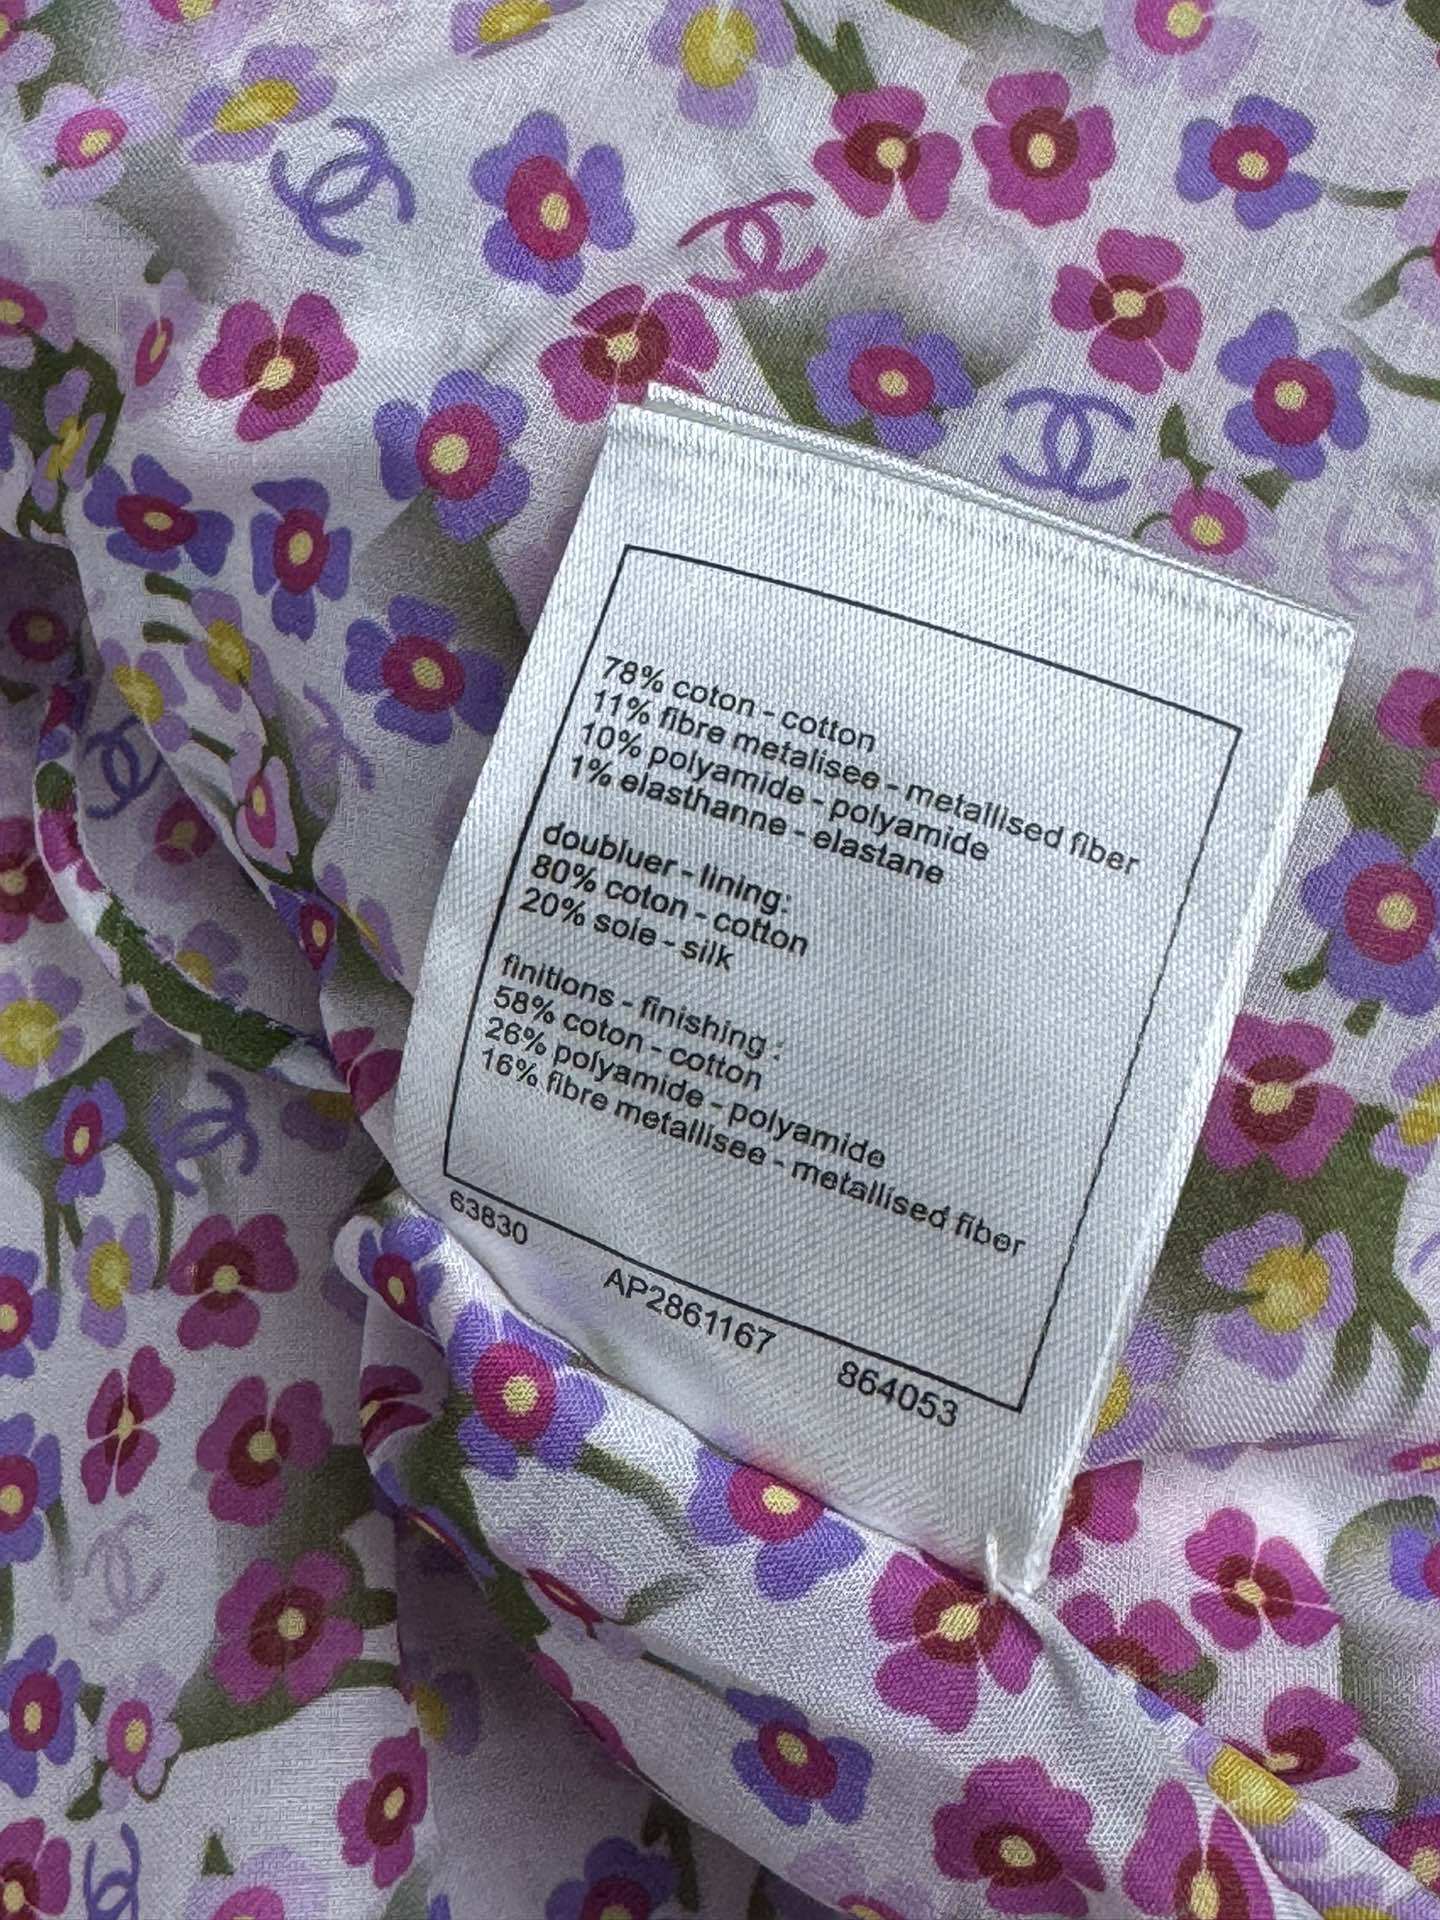 78% coton - cotton
11% fibre metalisee - metallised fiber
10% polyamide - polyamide
1% elasthanne - elastane
doubluer - lining:
80% coton - cotton
20% soie - silk
finitions - finishing :
58% coton - cotton
26% polyamide - polyamide
16% fibre metallisee - metallised fiber
63830 AP2861167 864053